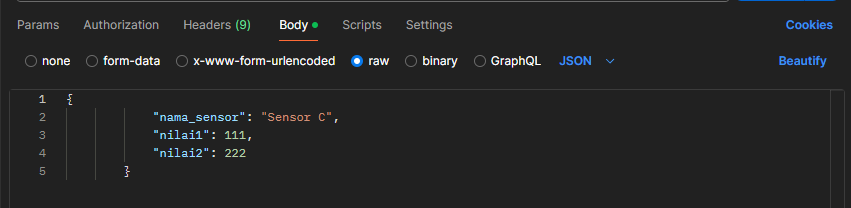 Params Authorization Headers (9) Body Scripts Settings Cookies
none form-data x-www-form-urlencoded raw binary GraphQL JSON Beautify
1 {
2 "nama_sensor": "Sensor C",
3 "nilai1": 111,
4 "nilai2": 222
5 }